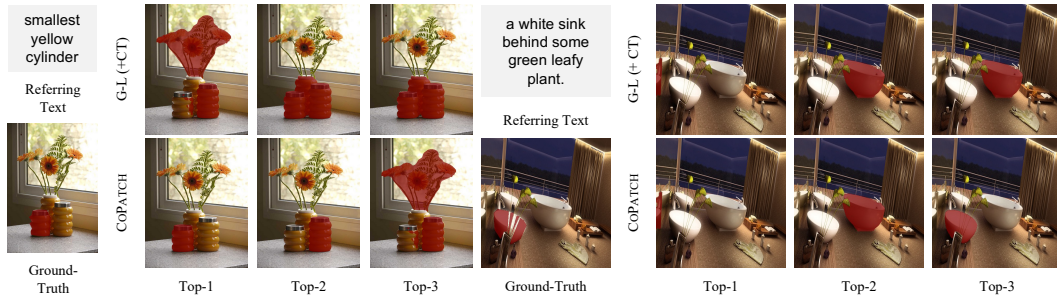 smallest
yellow
cylinder
Referring
Text
Ground-
Truth
G-L (+CT)
COPATCH
Top-1
Top-2
Top-3
a white sink
behind some
green leafy
plant.
Referring Text
Ground-Truth
G-L (+ CT)
COPATCH
Top-1
Top-2
Top-3